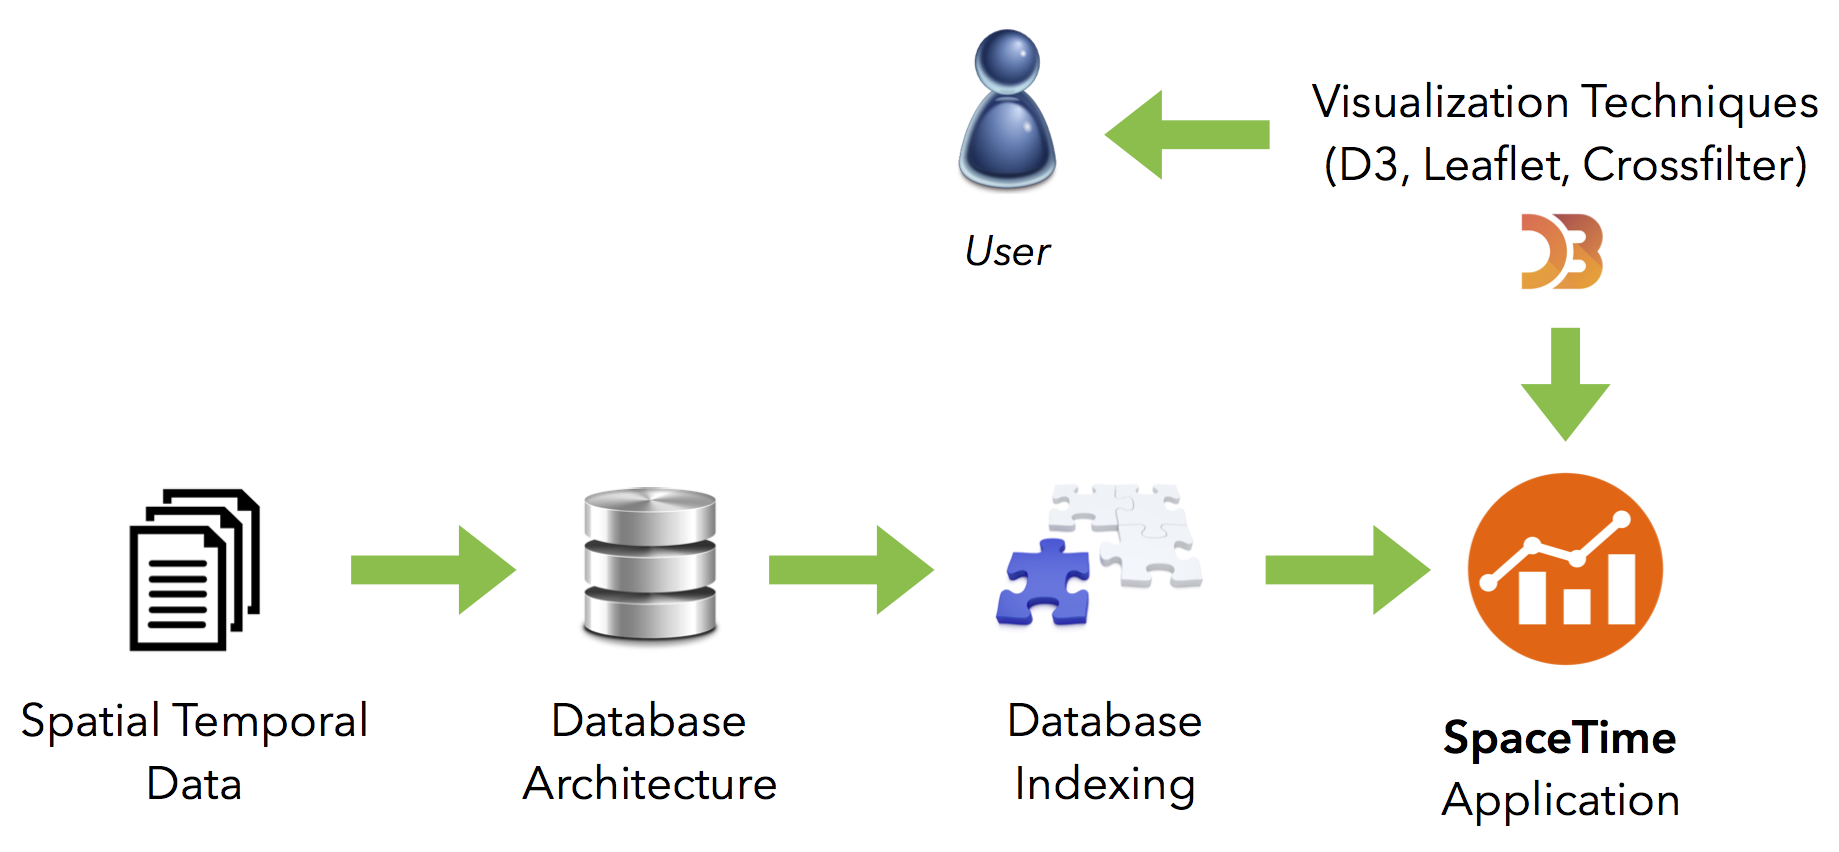 Visualization Techniques
(D3, Leaflet, Crossfilter)
D3
User
Spatial Temporal
Data
Database
Architecture
Database
Indexing
SpaceTime
Application